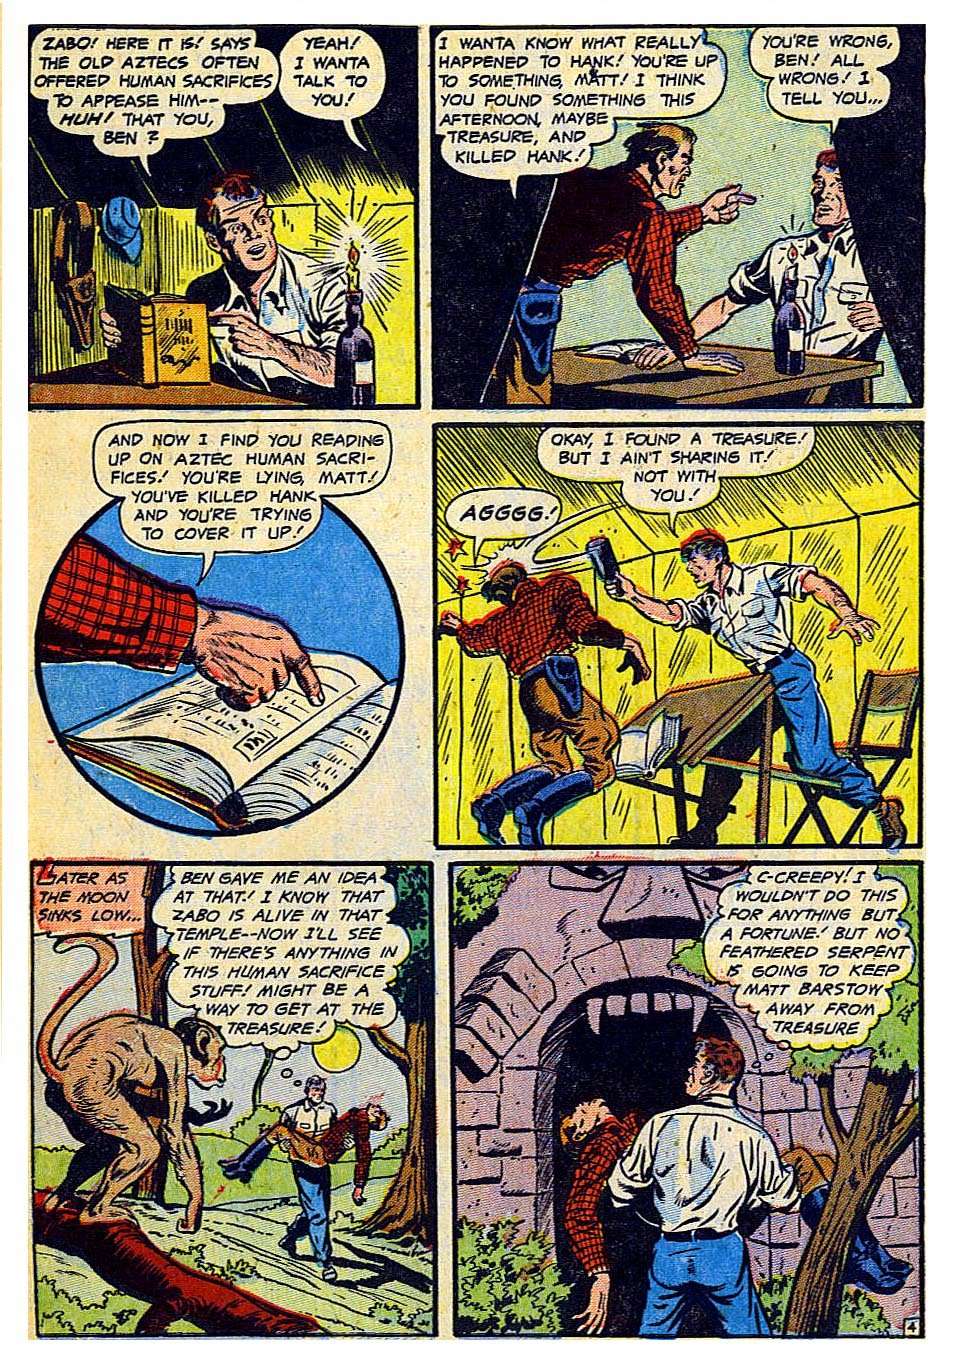 ZABO! HERE IT IS! SAYS
THE OLD AZTECS OFTEN
OFFERED HUMAN SACRIFICES
TO APPEASE HIM--
HUH! THAT YOU,
BEN?
YEAH!
I WANTA
TALK TO
YOU!
I WANTA KNOW WHAT REALLY
HAPPENED TO HANK! YOU'RE UP
TO SOMETHING, MATT! I THINK
YOU FOUND SOMETHING THIS
AFTERNOON, MAYBE
TREASURE, AND
KILLED HANK!
YOU'RE WRONG,
BEN! ALL
WRONG! I
TELL YOU...
AND NOW I FIND YOU READING
UP ON AZTEC HUMAN SACRI-
FICES! YOU'RE LYING, MATT!
YOU'VE KILLED HANK
AND YOU'RE TRYING
TO COVER IT UP!
OKAY, I FOUND A TREASURE!
BUT I AIN'T SHARING IT!
NOT WITH
YOU!
AGGGG!
LATER AS
THE MOON
SINKS LOW...
BEN GAVE ME AN IDEA
AT THAT! I KNOW THAT
ZABO IS ALIVE IN THAT
TEMPLE--NOW I'LL SEE
IF THERE'S ANYTHING IN
THIS HUMAN SACRIFICE
STUFF! MIGHT BE A
WAY TO GET AT THE
TREASURE!
C-CREEPY! I
WOULDN'T DO THIS
FOR ANYTHING BUT
A FORTUNE! BUT NO
FEATHERED SERPENT
IS GOING TO KEEP
MATT BARSTOW
AWAY FROM
TREASURE
4